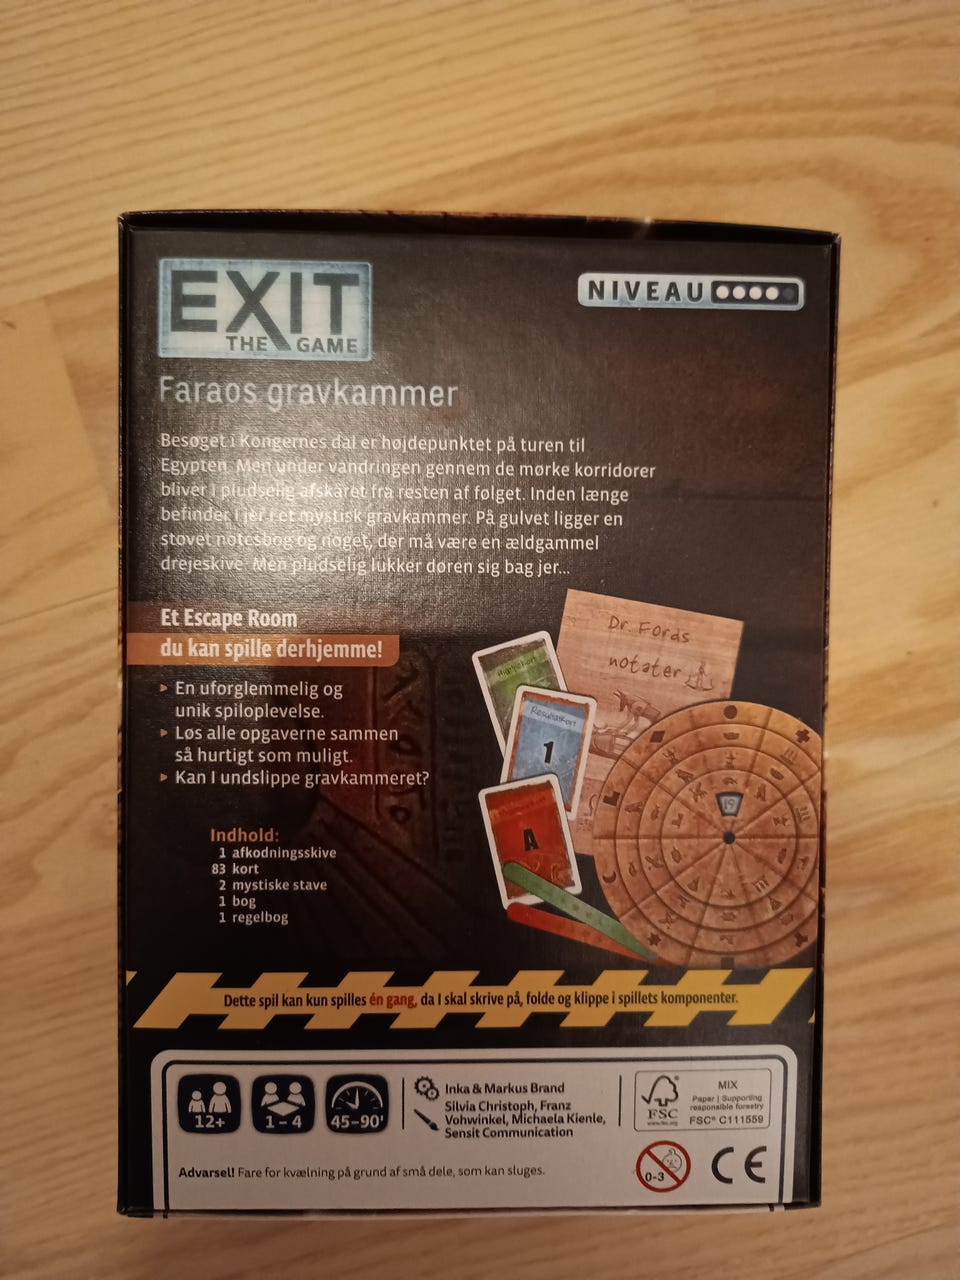 EXIT
THE GAME
NIVEAU
Faraos gravkammer
Besøget i Kongernes dal er højdepunktet på turen til
Egypten. Men under vandringen gennem de mørke korridorer
bliver I pludselig afskåret fra resten af følget. Inden længe
befinder I jer i et mystisk gravkammer. På gulvet ligger en
støvet notesbog og noget, der må være en ældgammel
drejeskive. Men pludselig lukker døren sig bag jer...
Et Escape Room
du kan spille derhjemme!
En uforglemmelig og
unik spiloplevelse.
Løs alle opgaverne sammen
så hurtigt som muligt.
Kan I undslippe gravkammeret?
Dr. Fords
notater
Hjælpekort
Resultatkort
1
A
19
Indhold:
1 afkodningsskive
83 kort
2 mystiske stave
1 bog
1 regelbog
Dette spil kan kun spilles én gang, da I skal skrive på, folde og klippe i spillets komponenter.
12+
1-4
45-90'
Inka & Markus Brand
Silvia Christoph, Franz
Vohwinkel, Michaela Kienle,
Sensit Communication
FSC
www.fsc.org
MIX
Paper | Supporting
responsible forestry
FSC® C111559
Advarsel! Fare for kvælning på grund af små dele, som kan sluges.
0-3
CE